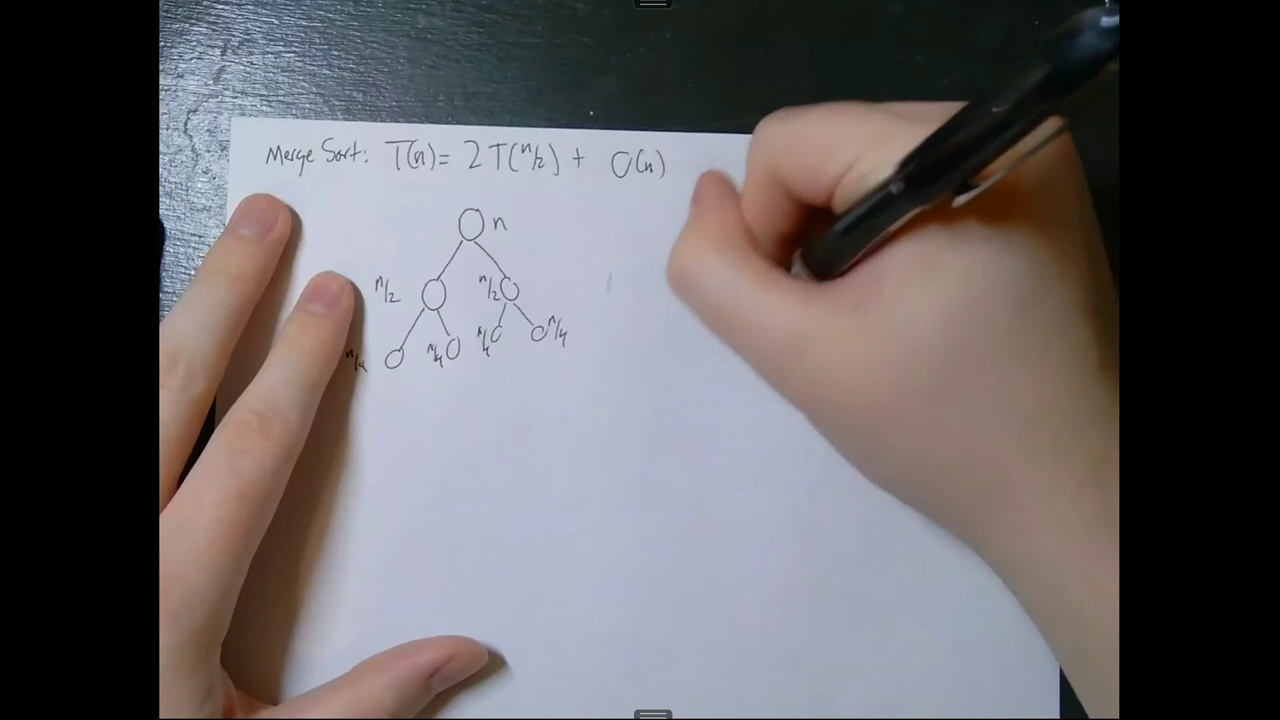 Merge Sort: T(n) = 2T(n/2) + O(n)
n
n/2 n/2
n/4 n/4 n/4 n/4